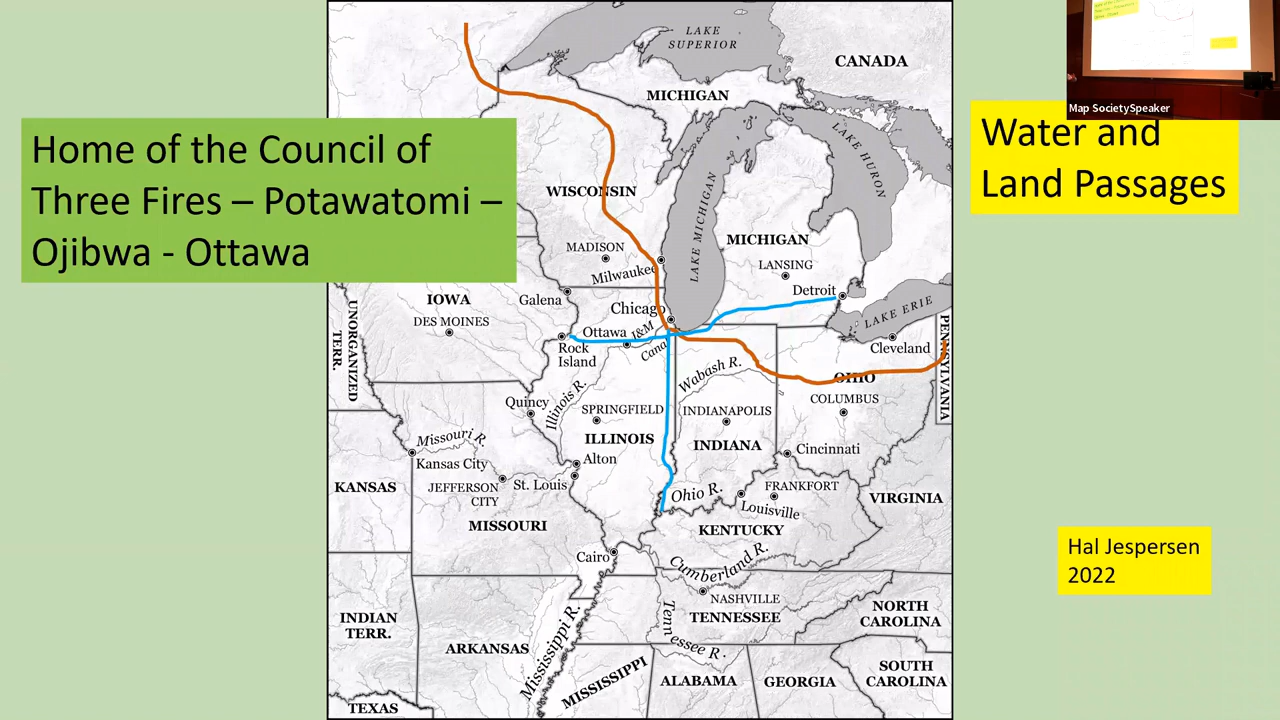 Home of the Council of
Three Fires – Potawatomi –
Ojibwa - Ottawa
Map SocietySpeaker
Water and
Land Passages
Hal Jespersen
2022
LAKE
SUPERIOR
CANADA
MICHIGAN
LAKE HURON
LAKE MICHIGAN
WISCONSIN
MADISON
Milwaukee
MICHIGAN
LANSING
Detroit
LAKE ERIE
UNORGANIZED
TERR.
IOWA
DES MOINES
Galena
Chicago
Ottawa
I&M
Canal
Rock
Island
Cleveland
PENNSYLVANIA
Wabash R.
OHIO
COLUMBUS
Quincy
Illinois R.
SPRINGFIELD
INDIANAPOLIS
ILLINOIS
INDIANA
Cincinnati
Missouri R.
Kansas City
Alton
St. Louis
JEFFERSON
CITY
KANSAS
MISSOURI
Ohio R.
FRANKFORT
Louisville
VIRGINIA
KENTUCKY
Cairo
Cumberland R.
NASHVILLE
TENNESSEE
Tennessee R.
NORTH
CAROLINA
INDIAN
TERR.
ARKANSAS
Mississippi R.
MISSISSIPPI
ALABAMA
GEORGIA
SOUTH
CAROLINA
TEXAS